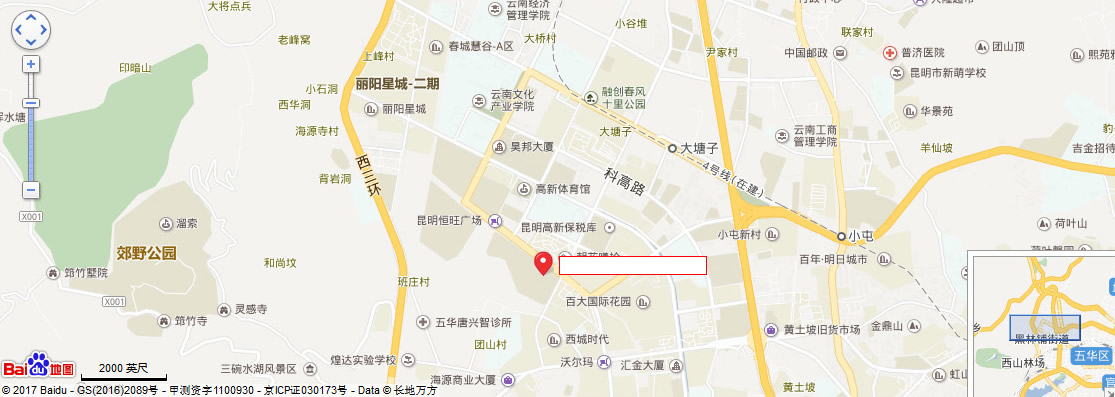 大将点兵
云南经济
管理学院
小谷堆
联家村
老峰窝
春城慧谷-A区
大桥村
尹家村
中国邮政
普济医院
团山顶
上峰村
印暗山
昆明市新萌学校
丽阳星城-二期
小石洞
融创春风
十里公园
云南文化
产业学院
西华洞
丽阳星城
华景苑
海源寺村
大塘子
云南工商
管理学院
昊邦大厦
大塘子
羊仙坡
吉金招待
西三环
4号线(在建)
背岩洞
科高路
高新体育馆
X001
溜索
昆明恒旺广场
昆明高新保税库
荷叶山
小屯新村
小屯
郊野公园
和尚坟
百年·明日城市
筇竹墅院
班庄村
X001
灵感寺
百大国际花园
筇竹寺
五华唐兴智诊所
黄土坡旧货市场
金鼎山
西城时代
团山村
煌达实验学校
沃尔玛
汇金大厦
三碗水湖风景区
西山林场
五华区
海源商业大厦
黄土坡
虹山
Bai du 地图
2000 英尺
© 2017 Baidu - GS(2016)2089号 - 甲测资字1100930 - 京ICP证030173号 - Data © 长地万方